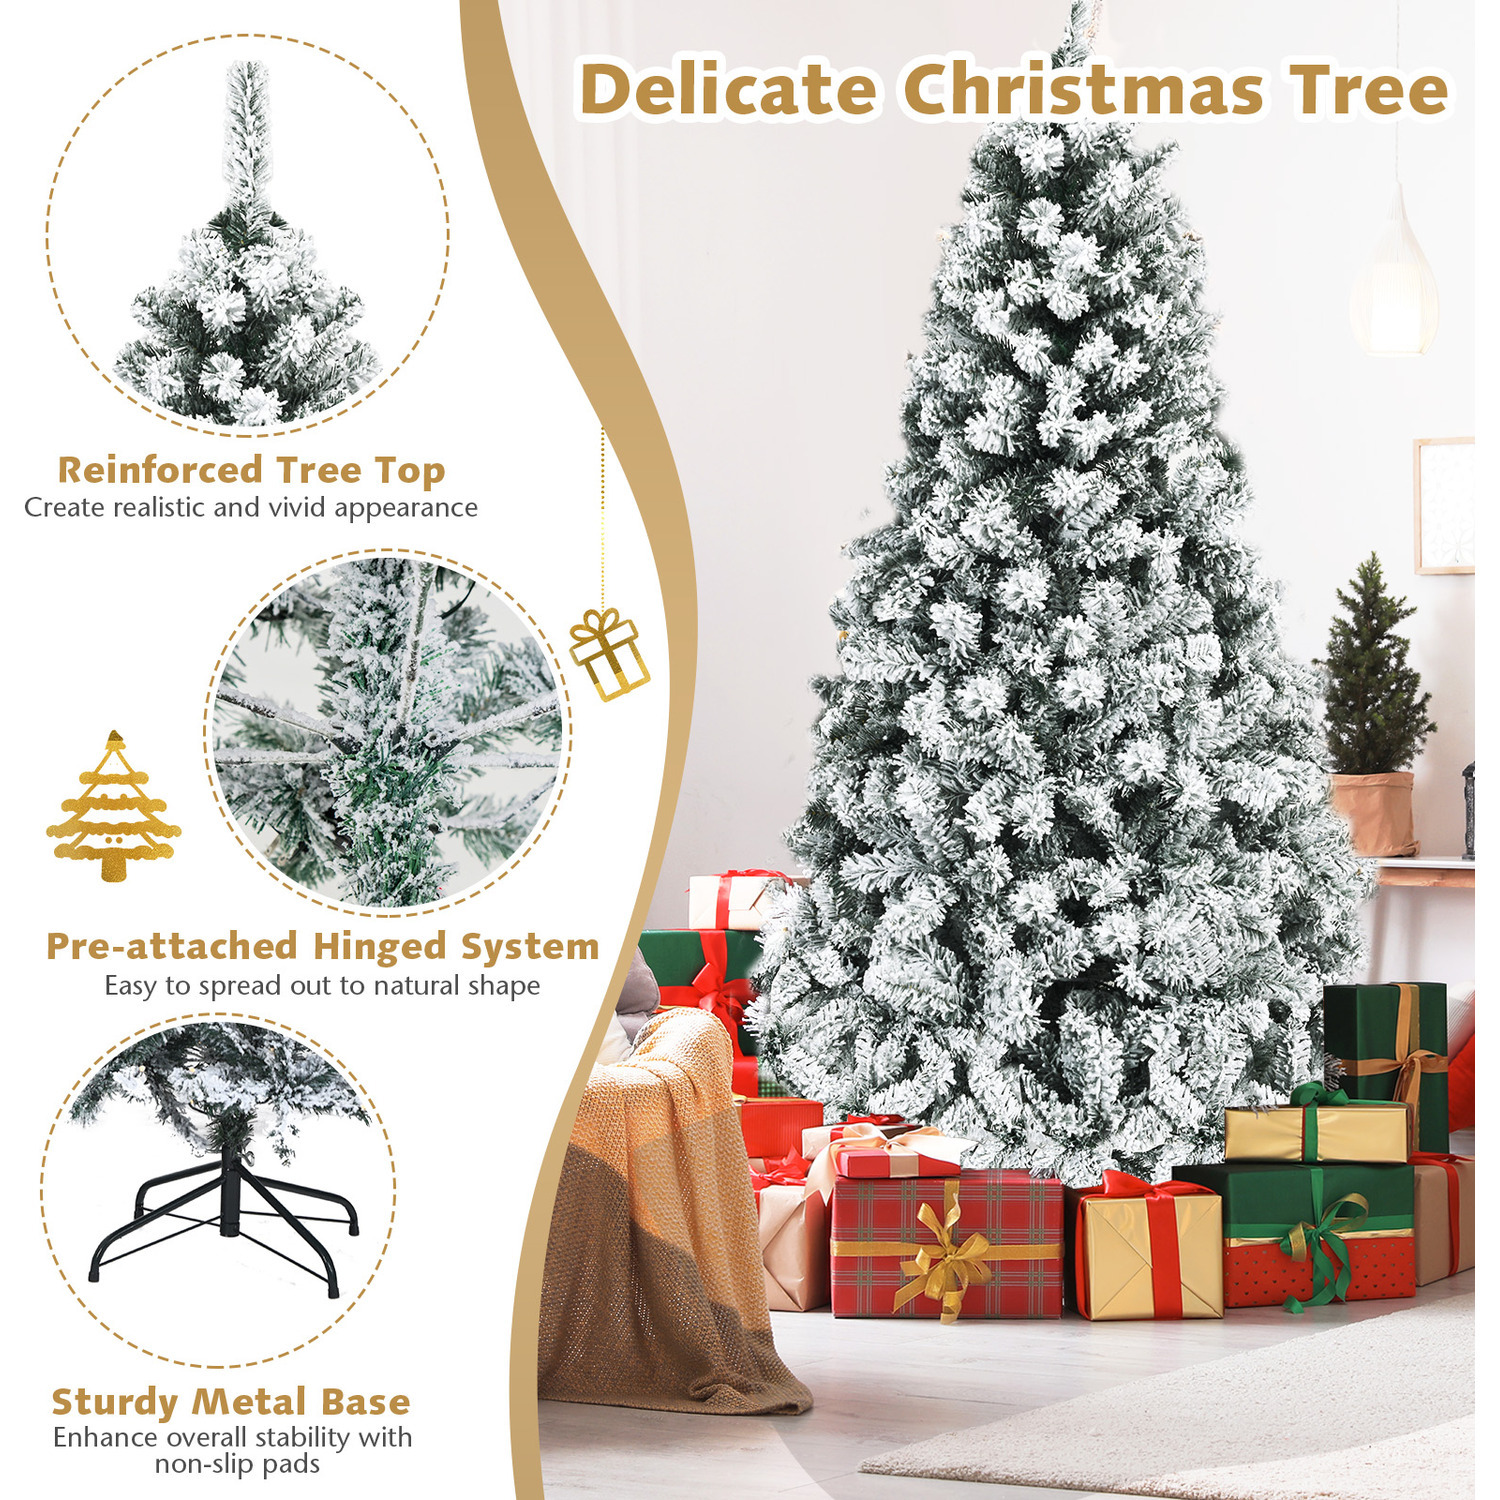 Delicate Christmas Tree
Reinforced Tree Top
Create realistic and vivid appearance
Pre-attached Hinged System
Easy to spread out to natural shape
Sturdy Metal Base
Enhance overall stability with
non-slip pads